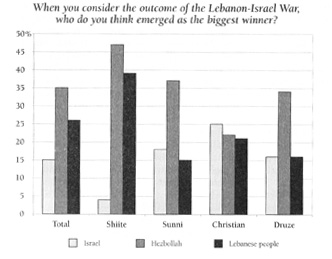 When you consider the outcome of the Lebanon-Israel War,
who do you think emerged as the biggest winner?
50%
45
40
35
30
25
20
15
10
5
0
Total Shiite Sunni Christian Druze
Israel Hezbollah Lebanese people